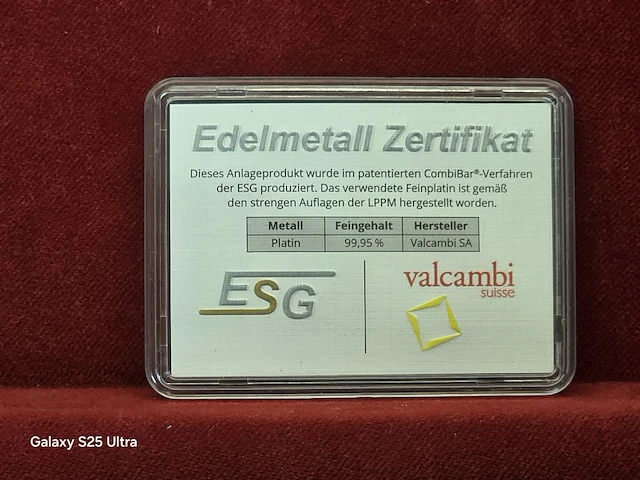 Edelmetall Zertifikat
Dieses Anlageprodukt wurde im patentierten CombiBar®-Verfahren
der ESG produziert. Das verwendete Feinplatin ist gemäß
den strengen Auflagen der LPPM hergestellt worden.
Metall Feingehalt Hersteller
Platin 99,95 % Valcambi SA
ESG
valcambi
suisse
Galaxy S25 Ultra